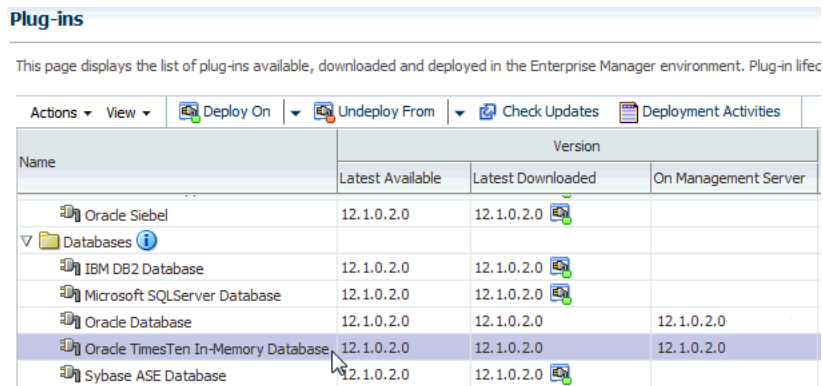 Plug-ins
This page displays the list of plug-ins available, downloaded and deployed in the Enterprise Manager environment. Plug-in lifec
Actions View Deploy On Undeploy From Check Updates Deployment Activities
Name
Version
Latest Available Latest Downloaded On Management Server
Oracle Siebel 12.1.0.2.0 12.1.0.2.0
Databases
IBM DB2 Database 12.1.0.2.0 12.1.0.2.0
Microsoft SQLServer Database 12.1.0.2.0 12.1.0.2.0
Oracle Database 12.1.0.2.0 12.1.0.2.0 12.1.0.2.0
Oracle TimesTen In-Memory Database 12.1.0.2.0 12.1.0.2.0 12.1.0.2.0
Sybase ASE Database 12.1.0.2.0 12.1.0.2.0